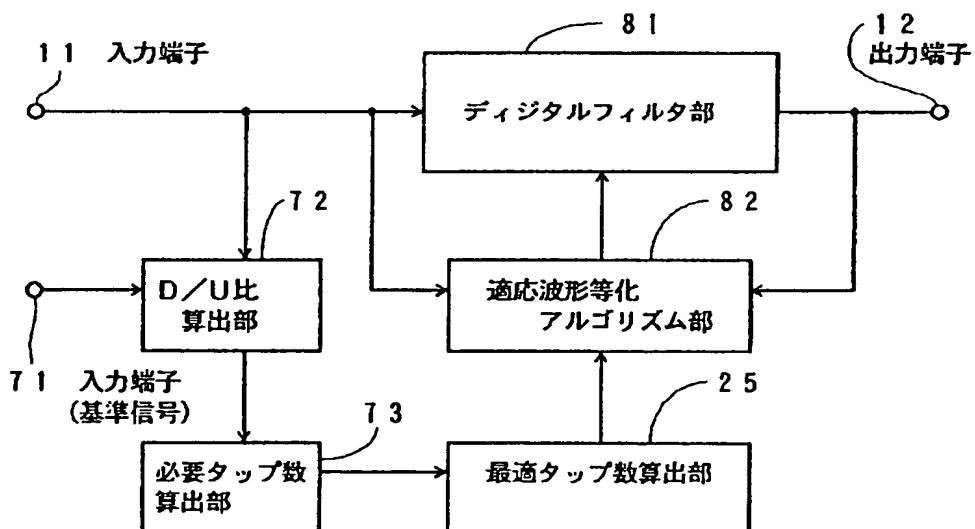 81
11 入力端子
12
出力端子
ディジタルフィルタ部
72
82
D/U比
算出部
適応波形等化
アルゴリズム部
71 入力端子
(基準信号)
73
25
必要タップ数
算出部
最適タップ数算出部